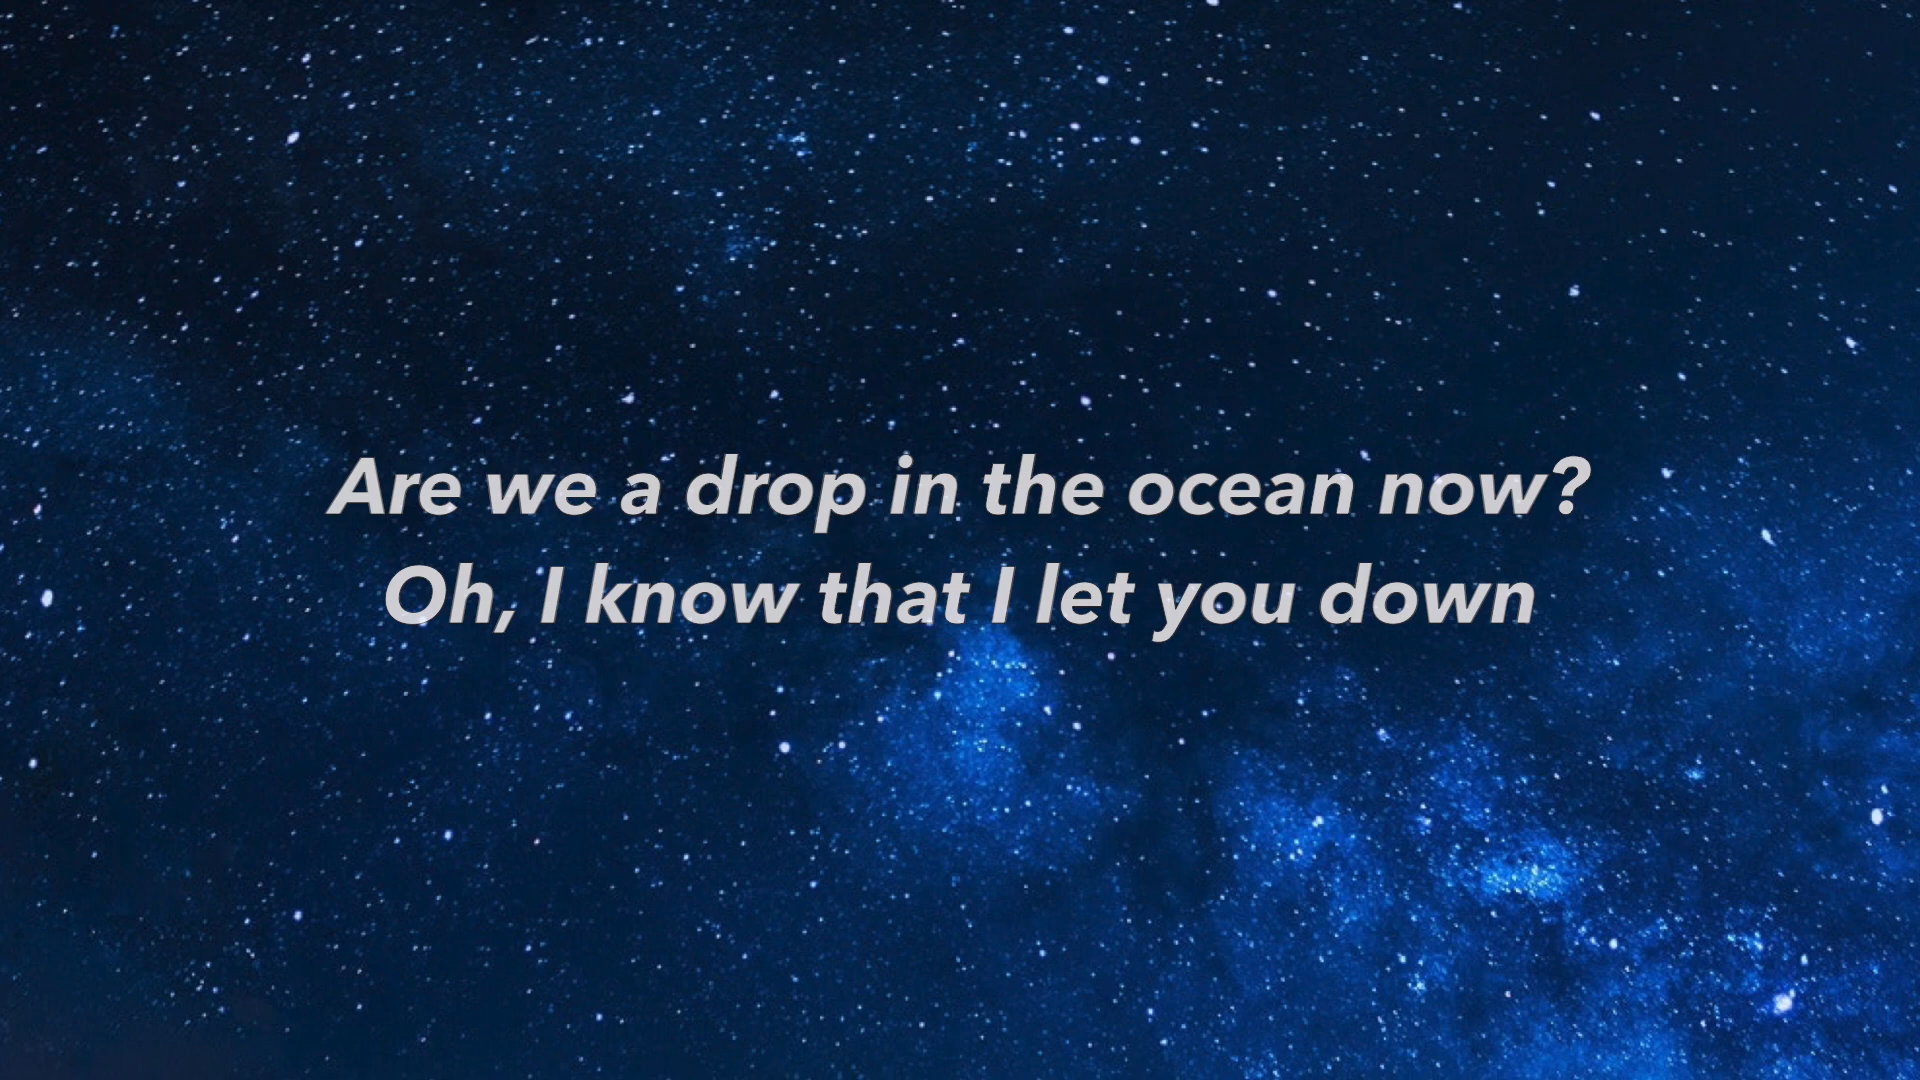 Are we a drop in the ocean now?
Oh, I know that I let you down